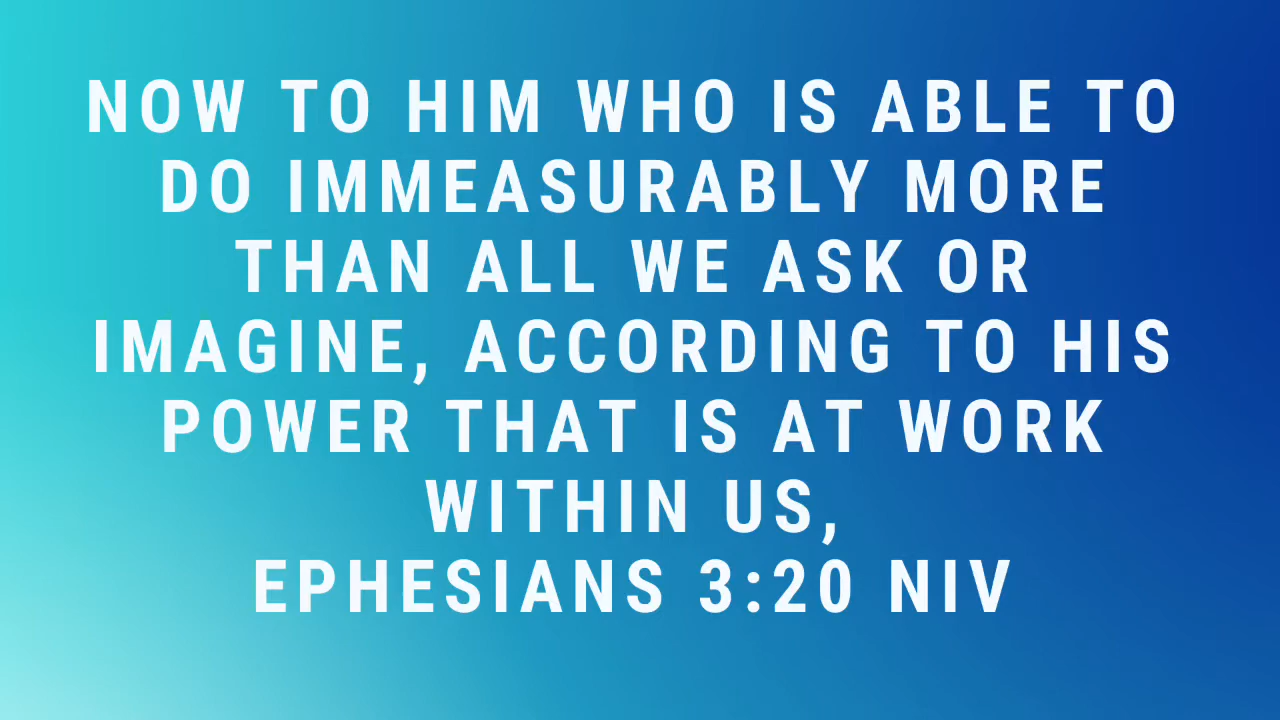 NOW TO HIM WHO IS ABLE TO
DO IMMEASURABLY MORE
THAN ALL WE ASK OR
IMAGINE, ACCORDING TO HIS
POWER THAT IS AT WORK
WITHIN US,
EPHESIANS 3:20 NIV